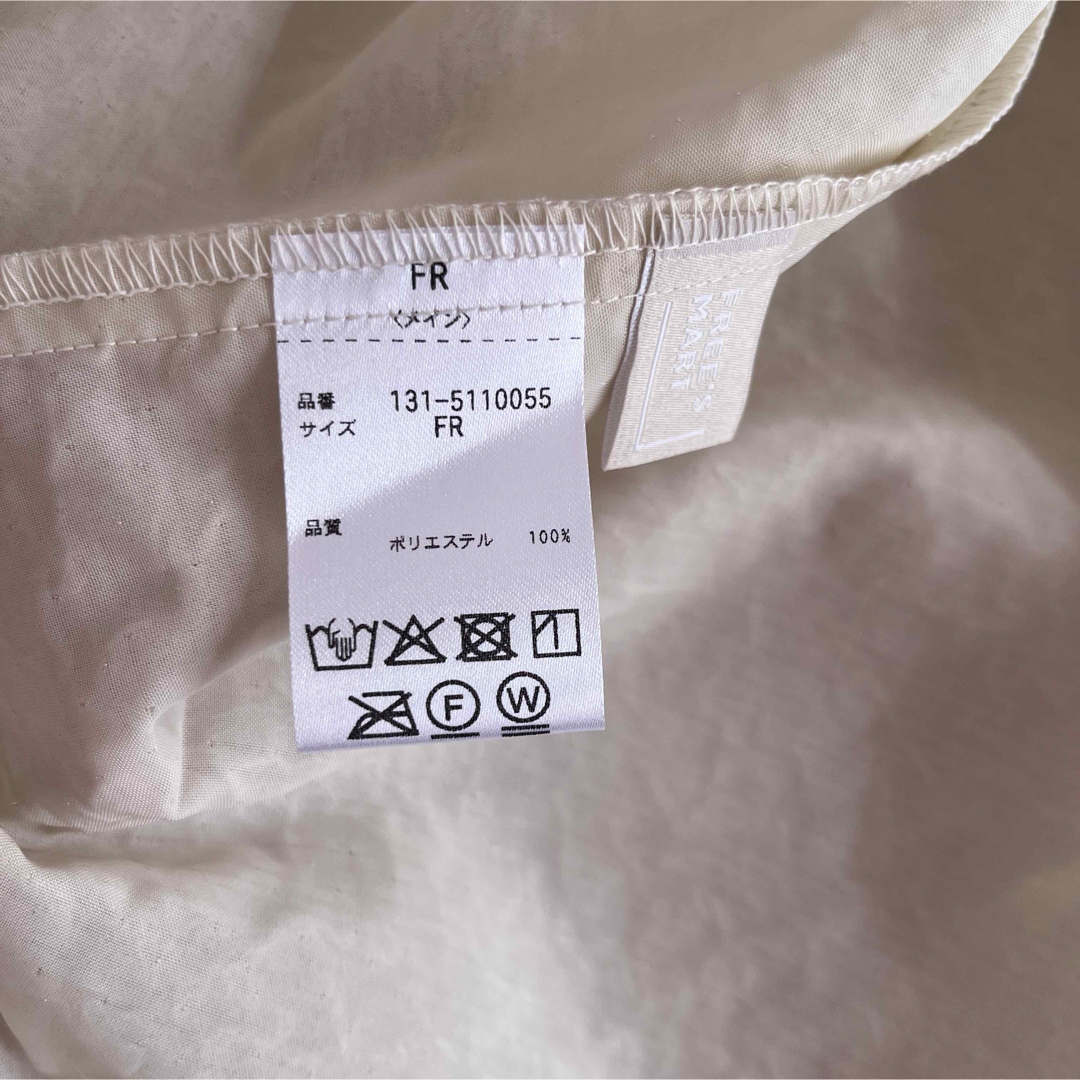 FR
〈メイン〉
品番 131-5110055
サイズ FR
品質
ポリエステル 100%
F W
FREE'S
MART